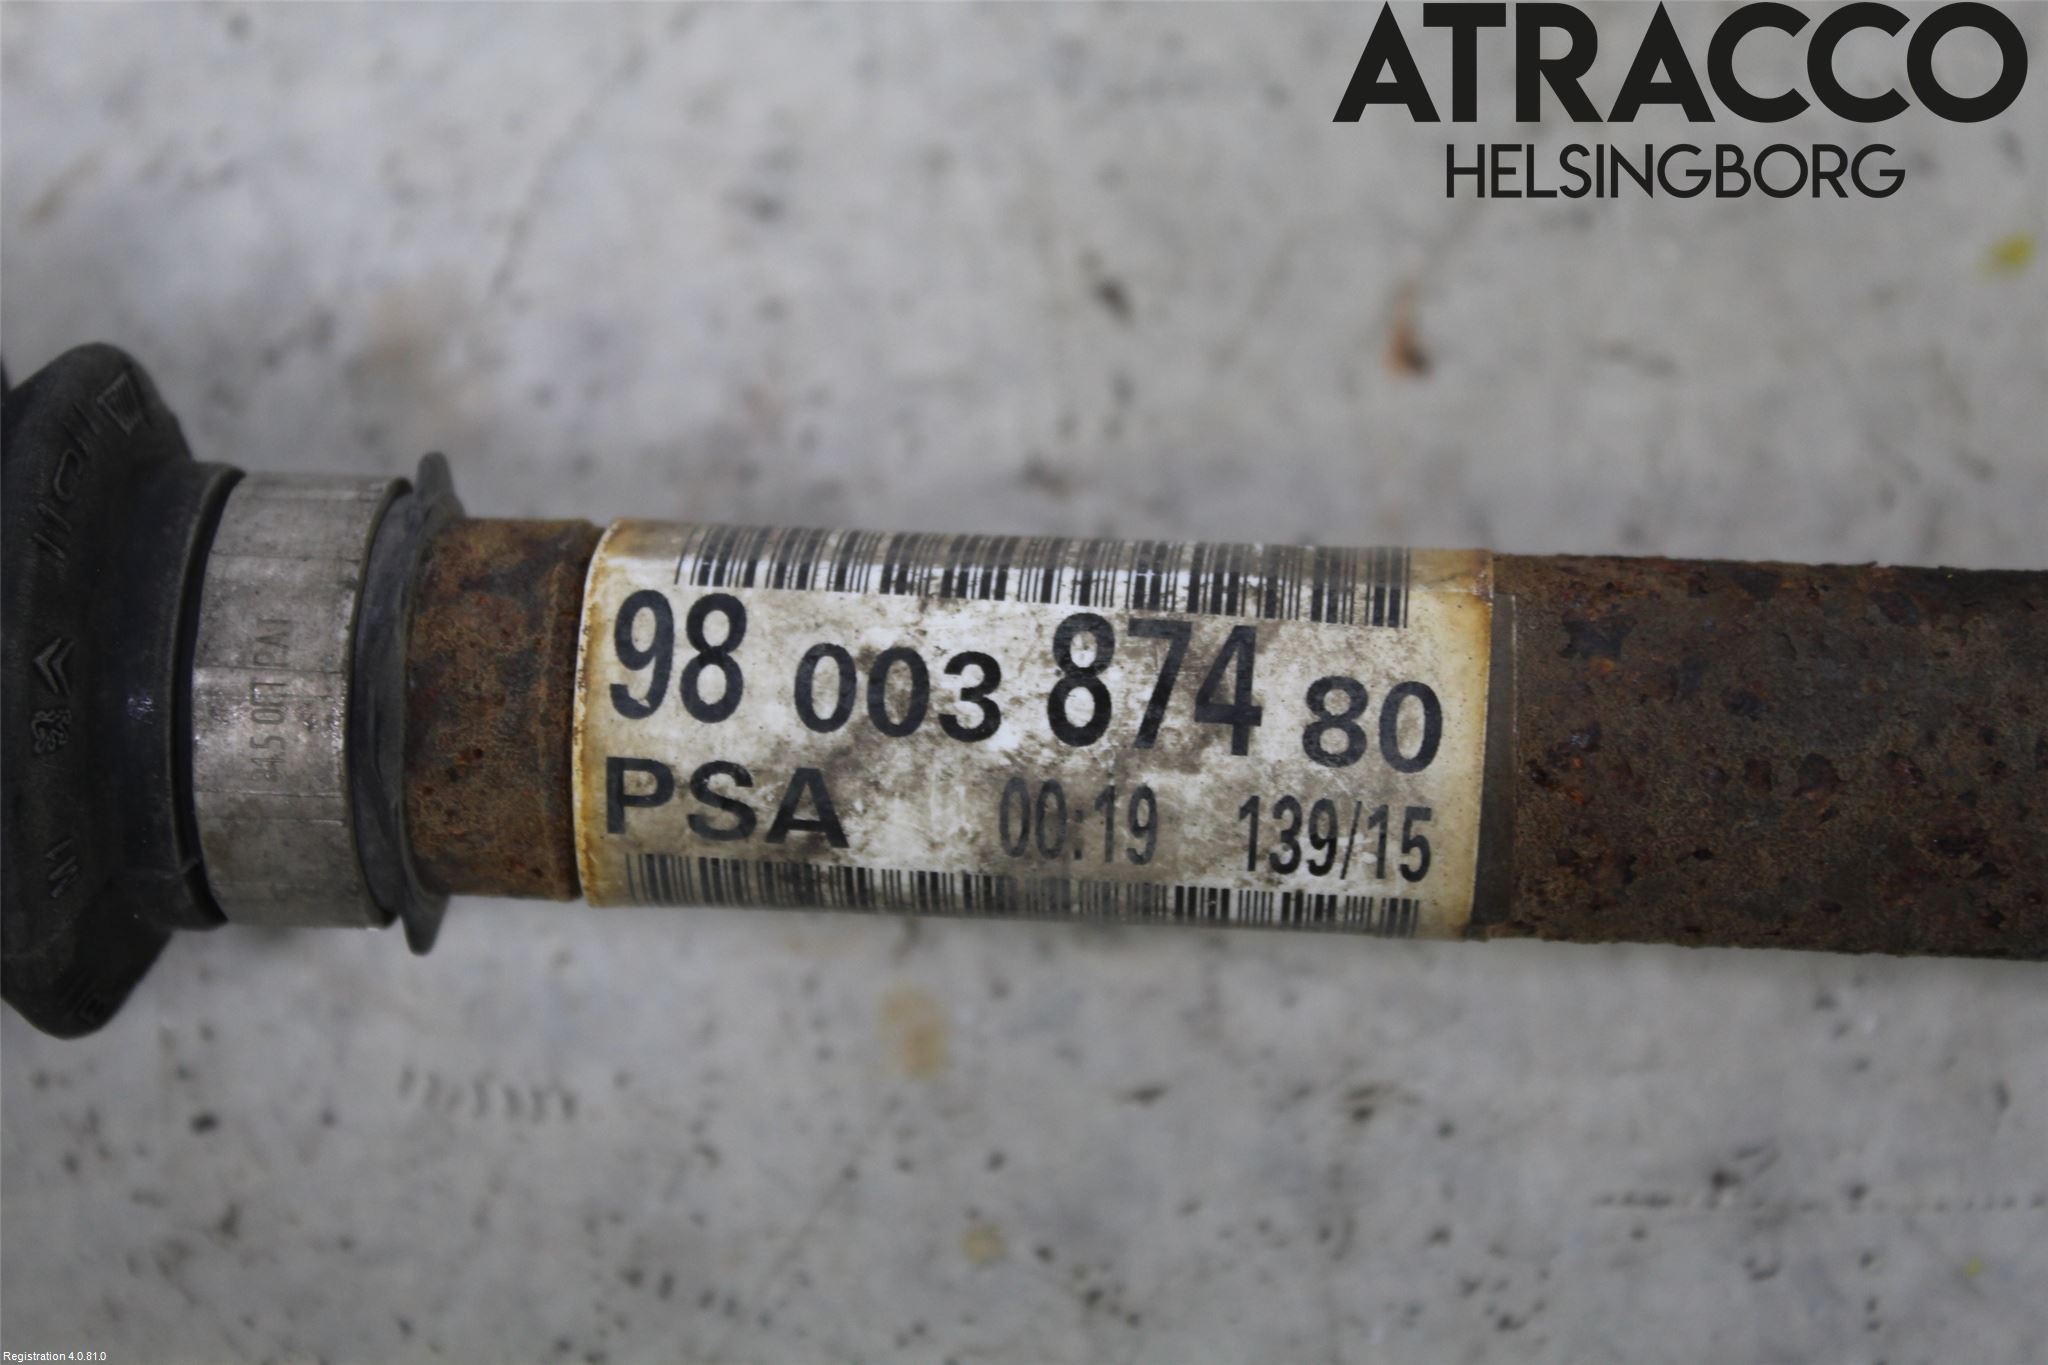 ATRACCO
HELSINGBORG
98 003 874 80
PSA 00:19 139/15
Registration 4.0.81.0